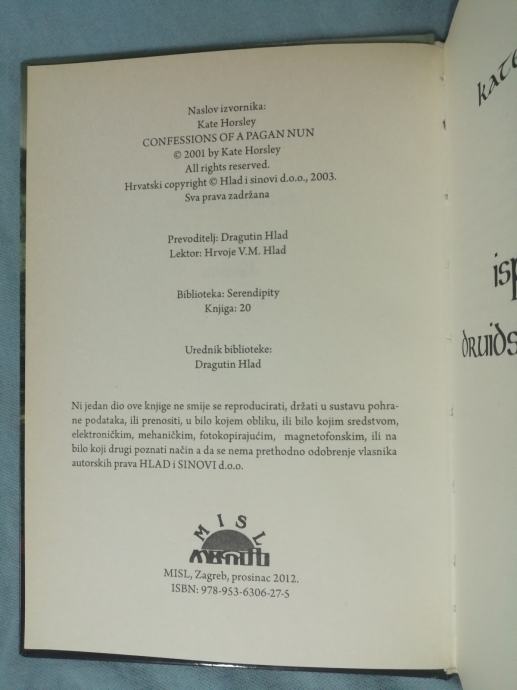 Naslov izvornika:
Kate Horsley
CONFESSIONS OF A PAGAN NUN
© 2001 by Kate Horsley
All rights reserved.
Hrvatski copyright © Hlad i sinovi d.o.o., 2003.
Sva prava zadržana
Prevoditelj: Dragutin Hlad
Lektor: Hrvoje V.M. Hlad
Biblioteka: Serendipity
Knjiga: 20
Urednik biblioteke:
Dragutin Hlad
Ni jedan dio ove knjige ne smije se reproducirati, držati u sustavu pohra-
ne podataka, ili prenositi, u bilo kojem obliku, ili bilo kojim sredstvom,
elektroničkim, mehaničkim, fotokopirajućim, magnetofonskim, ili na
bilo koji drugi poznati način a da se nema prethodno odobrenje vlasnika
autorskih prava HLAD i SINOVI d.o.o.
MISL
MISL, Zagreb, prosinac 2012.
ISBN: 978-953-6306-27-5
kate
isp
druids